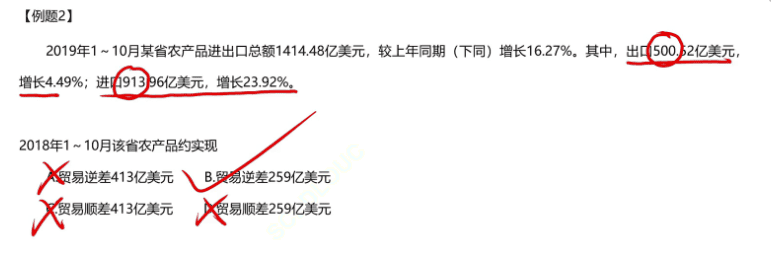 【例题2】
2019年1～10月某省农产品进出口总额1414.48亿美元，较上年同期（下同）增长16.27%。其中，出口500.52亿美元，
增长4.49%；进口913.96亿美元，增长23.92%。
2018年1～10月该省农产品约实现
A.贸易逆差413亿美元 B.贸易逆差259亿美元
C.贸易顺差413亿美元 D.贸易顺差259亿美元